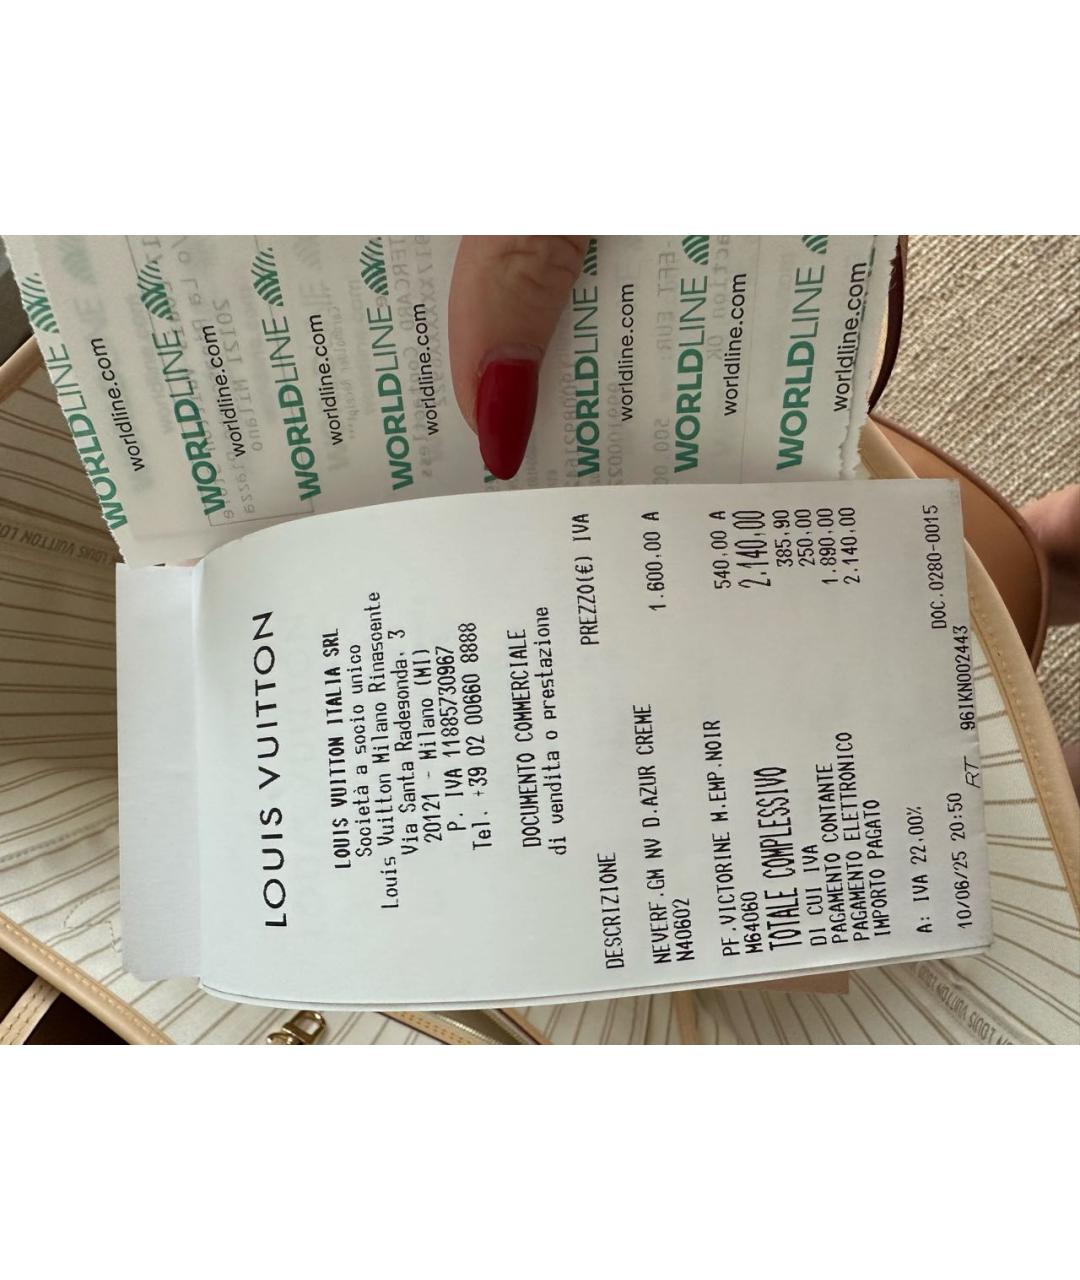 LOUIS VUITTON
LOUIS VUITTON ITALIA SRL
Società a socio unico
Louis Vuitton Milano Rinascente
Via Santa Radegonda, 3
20121 - Milano (MI)
P. IVA 11885730967
Tel. +39 02 00660 8888
DOCUMENTO COMMERCIALE
di vendita o prestazione
DESCRIZIONE PREZZO(€) IVA
NEVERF.GM NV D.AZUR CREME 1.600,00 A
N40602
PF.VICTORINE M.EMP.NOIR 540,00 A
M64060
TOTALE COMPLESSIVO 2.140,00
DI CUI IVA 385,90
PAGAMENTO CONTANTE 250,00
PAGAMENTO ELETTRONICO 1.890,00
IMPORTO PAGATO 2.140,00
A: IVA 22,00%
DOC.0280-0015
10/06/25 20:50 RT 96IKN002443
WORLDLINE
worldline.com
WORLDLINE
worldline.com
WORLDLINE
worldline.com
WORLDLINE
worldline.com
WORLDLINE
worldline.com
WORLDLINE
worldline.com
WORLDLINE
worldline.com